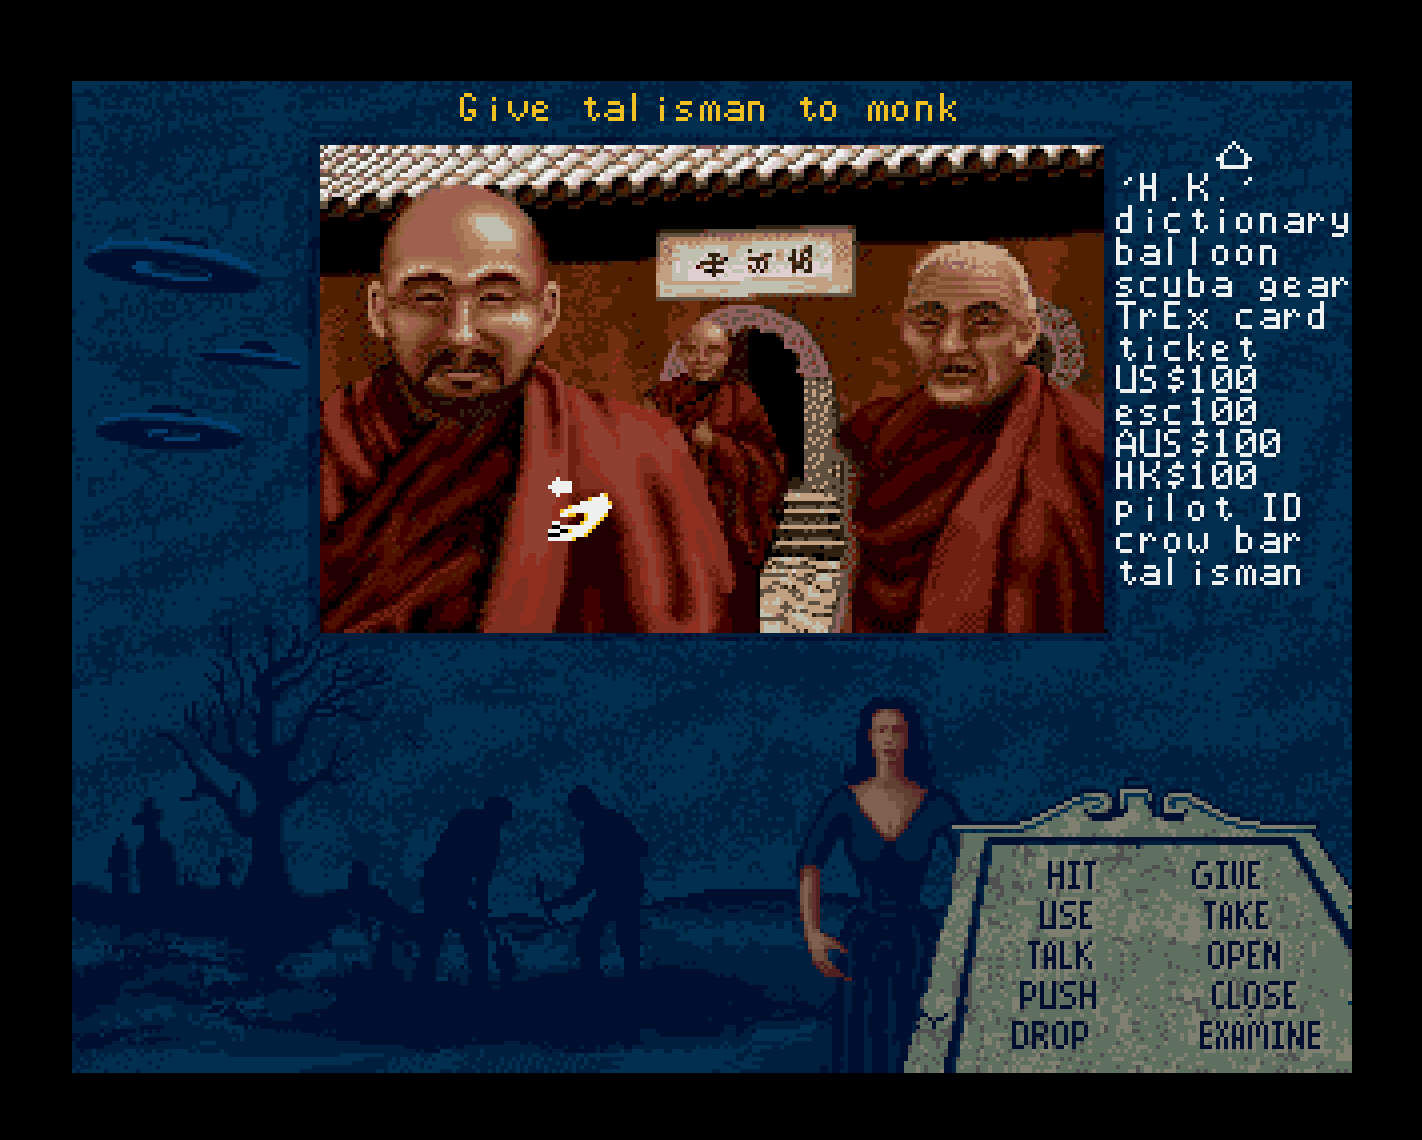 Give talisman to monk
'H.K.'
dictionary
balloon
scuba gear
TrEx card
ticket
US$100
esc100
AUS$100
HK$100
pilot ID
crow bar
talisman
HIT GIVE
USE TAKE
TALK OPEN
PUSH CLOSE
DROP EXAMINE